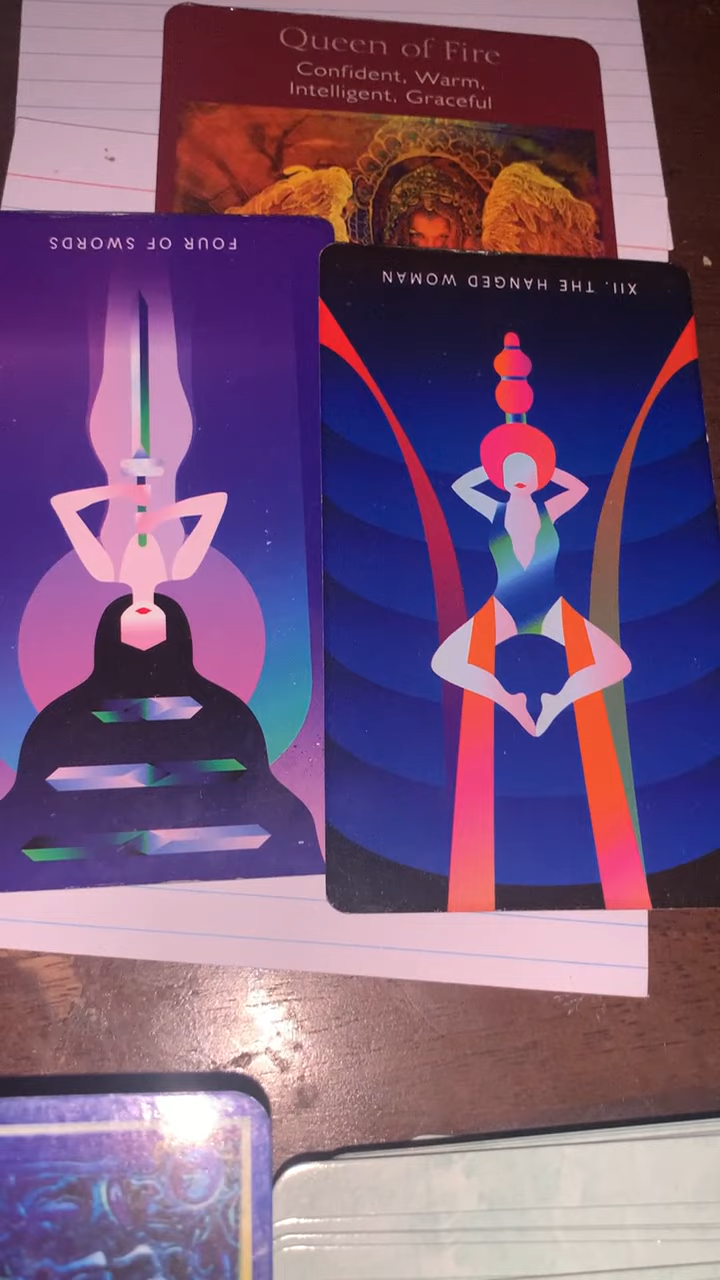 Queen of Fire
Confident, Warm,
Intelligent, Graceful
FOUR OF SWORDS
XII. THE HANGED WOMAN